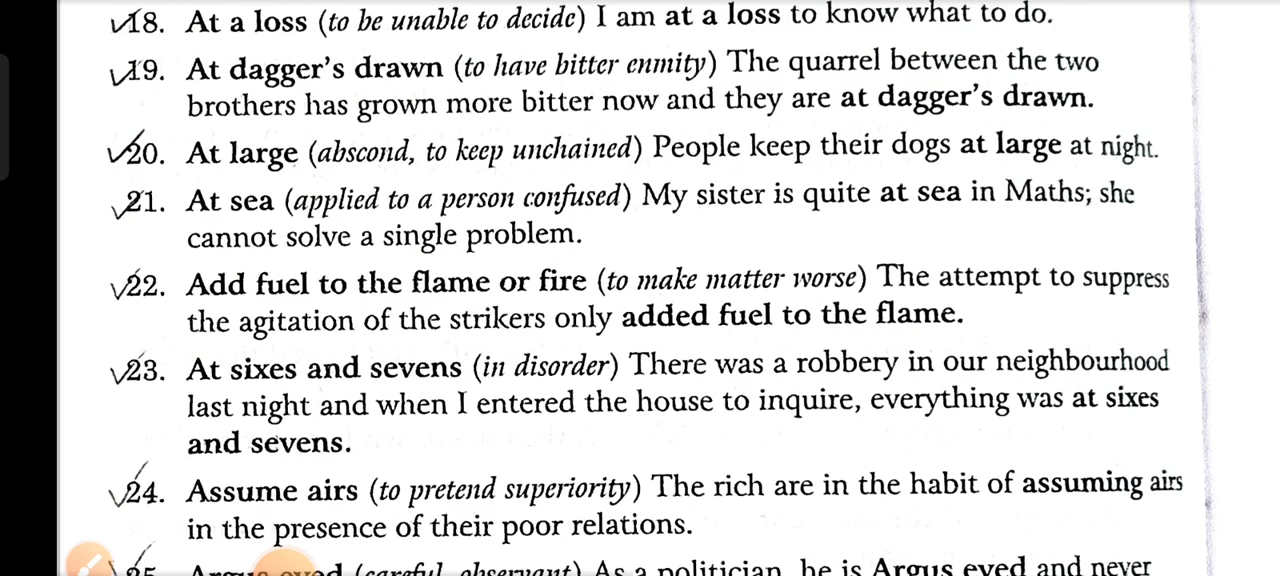 18. At a loss (to be unable to decide) I am at a loss to know what to do.
19. At dagger's drawn (to have bitter enmity) The quarrel between the two
brothers has grown more bitter now and they are at dagger's drawn.
20. At large (abscond, to keep unchained) People keep their dogs at large at night.
21. At sea (applied to a person confused) My sister is quite at sea in Maths; she
cannot solve a single problem.
22. Add fuel to the flame or fire (to make matter worse) The attempt to suppress
the agitation of the strikers only added fuel to the flame.
23. At sixes and sevens (in disorder) There was a robbery in our neighbourhood
last night and when I entered the house to inquire, everything was at sixes
and sevens.
24. Assume airs (to pretend superiority) The rich are in the habit of assuming airs
in the presence of their poor relations.
25. Argus eyed (careful, observant) As a politician, he is Argus eyed and never